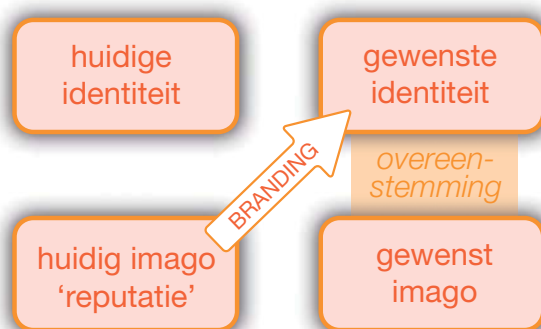 huidige
identiteit
gewenste
identiteit
BRANDING
overeen-
stemming
huidig imago
‘reputatie’
gewenst
imago